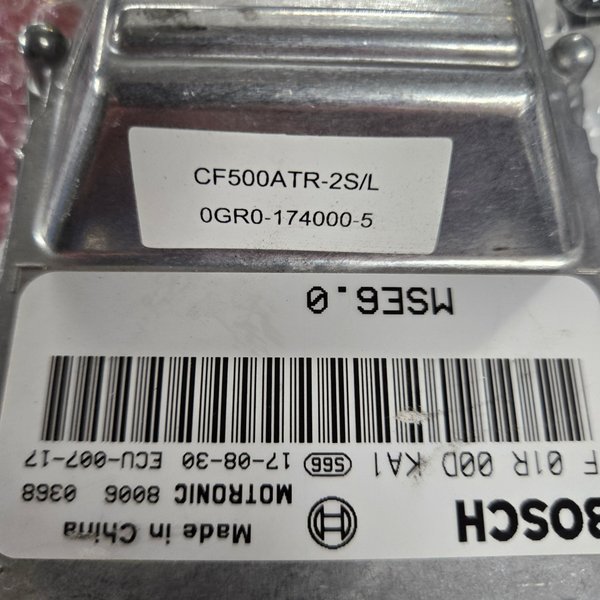 CF500ATR-2S/L
0GR0-174000-5
BOSCH Made in China
MOTRONIC 8006 0368
F 01R 00D KA1 S66 17-08-30 ECU-007-17
MSE6.0